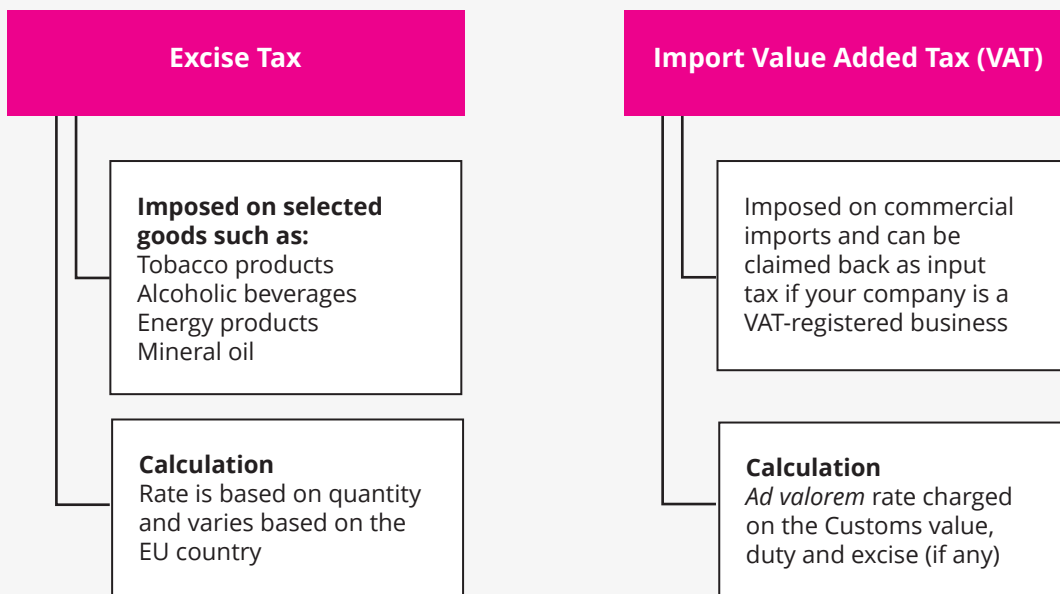 Excise Tax
Imposed on selected
goods such as:
Tobacco products
Alcoholic beverages
Energy products
Mineral oil
Calculation
Rate is based on quantity
and varies based on the
EU country
Import Value Added Tax (VAT)
Imposed on commercial
imports and can be
claimed back as input
tax if your company is a
VAT-registered business
Calculation
Ad valorem rate charged
on the Customs value,
duty and excise (if any)